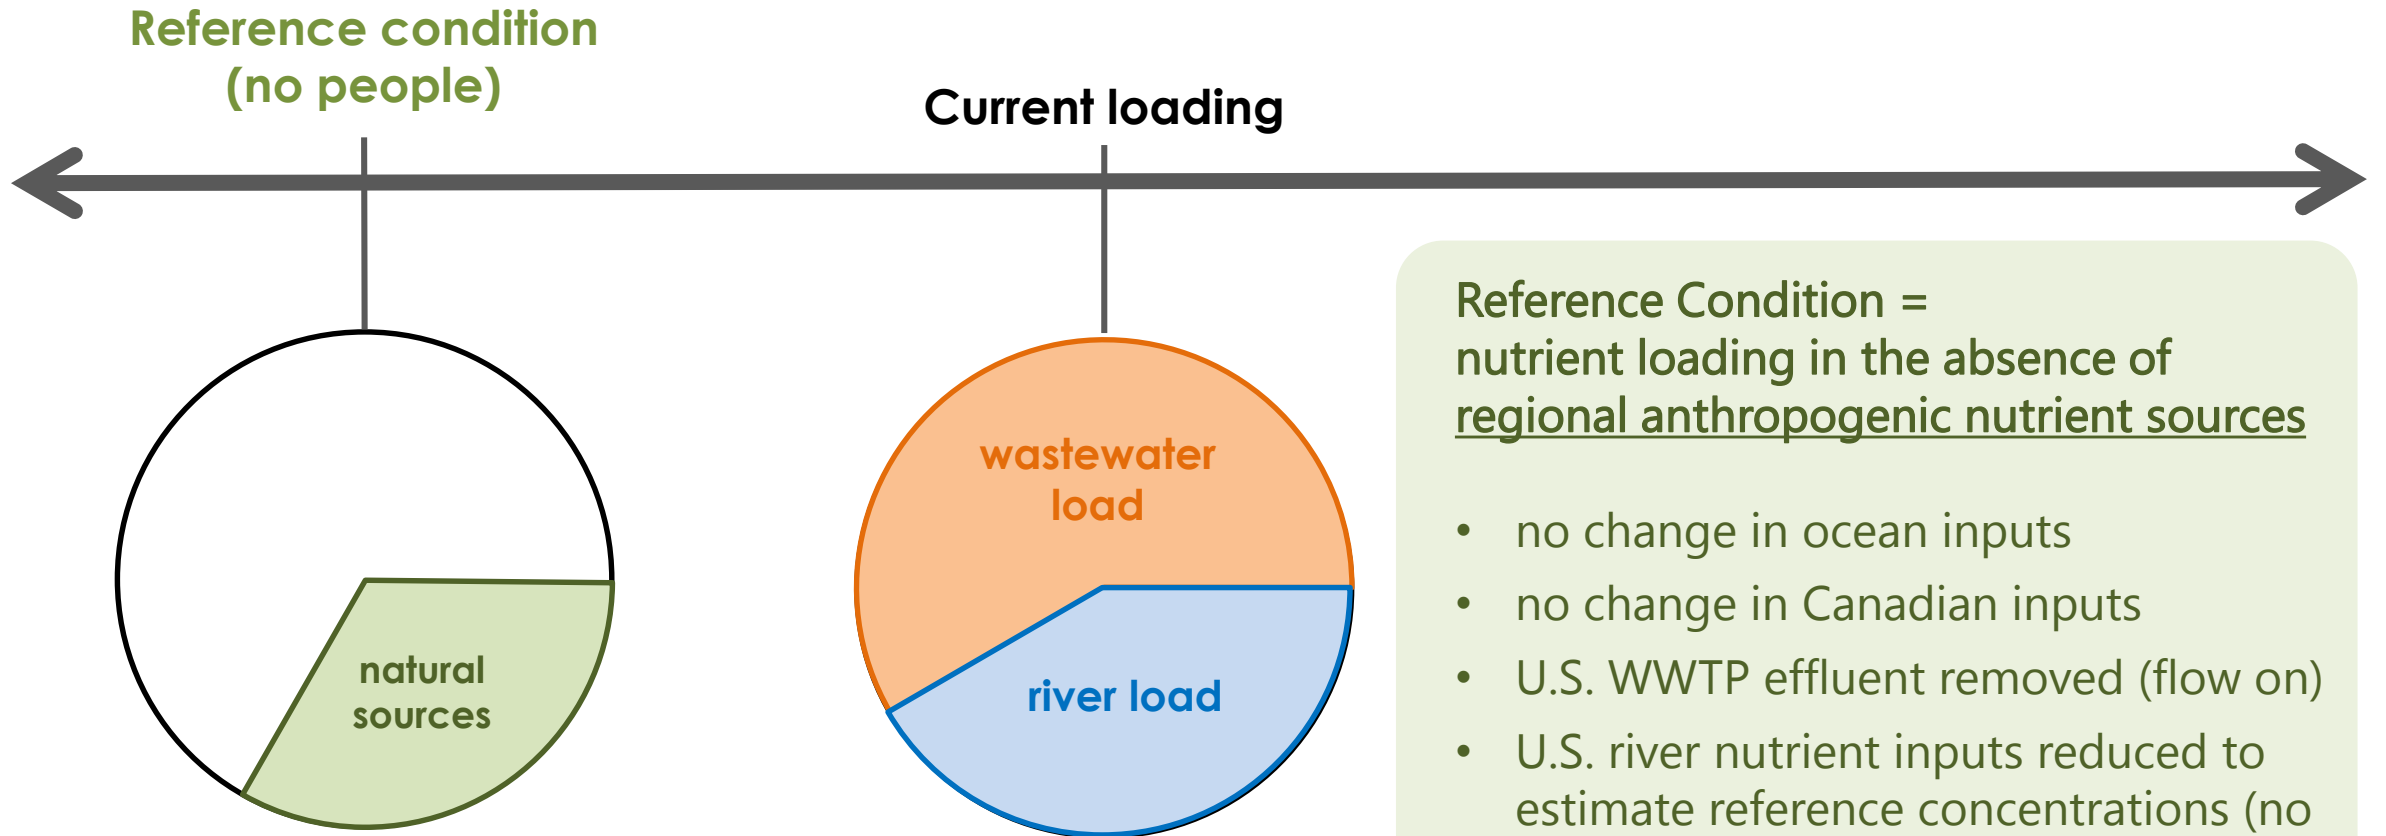 Reference condition
(no people)
Current loading
wastewater
load
river load
natural
sources
Reference Condition =
nutrient loading in the absence of
regional anthropogenic nutrient sources
• no change in ocean inputs
• no change in Canadian inputs
• U.S. WWTP effluent removed (flow on)
• U.S. river nutrient inputs reduced to
estimate reference concentrations (no